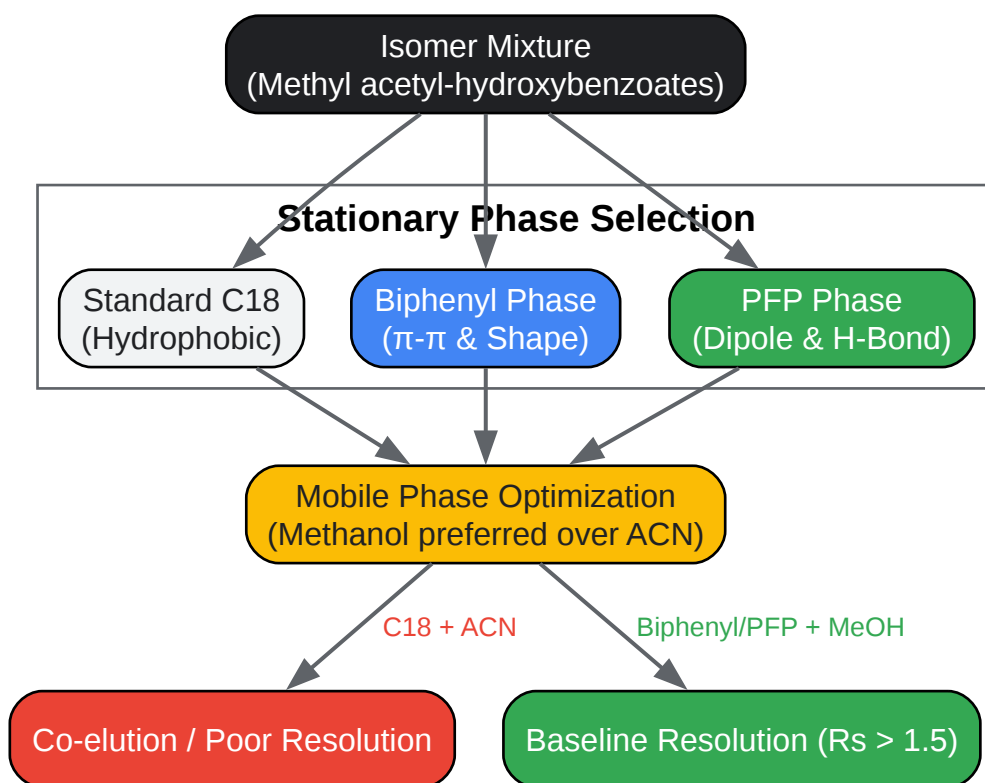 Isomer Mixture
(Methyl acetyl-hydroxybenzoates)
Stationary Phase Selection
Standard C18
(Hydrophobic)
Biphenyl Phase
(π-π & Shape)
PFP Phase
(Dipole & H-Bond)
Mobile Phase Optimization
(Methanol preferred over ACN)
C18 + ACN
Biphenyl/PFP + MeOH
Co-elution / Poor Resolution
Baseline Resolution (Rs > 1.5)